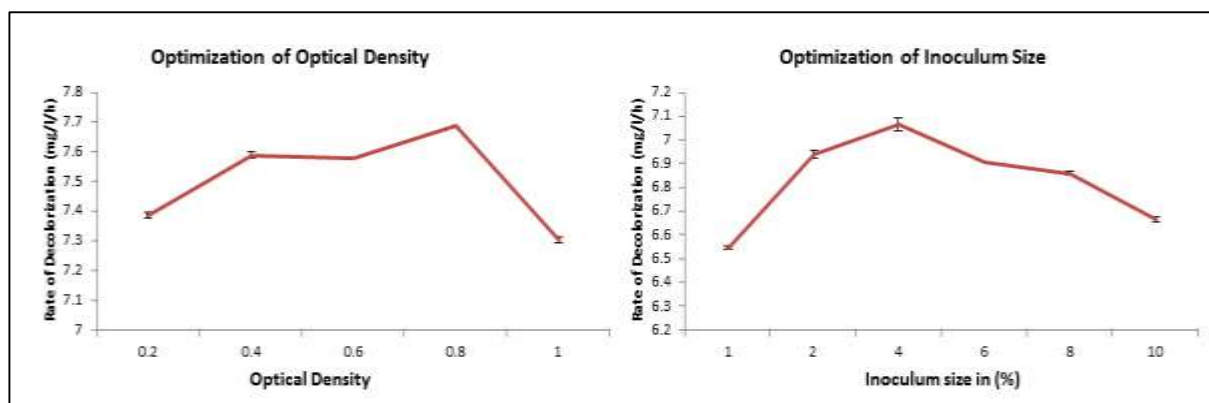 Optimization of Optical Density
Rate of Decolorization (mg/l/h)
7.8
7.7
7.6
7.5
7.4
7.3
7.2
7.1
7
0.2 0.4 0.6 0.8 1
Optical Density
Optimization of Inoculum Size
Rate of Decolorization (mg/l/h)
7.2
7.1
7
6.9
6.8
6.7
6.6
6.5
6.4
6.3
6.2
1 2 4 6 8 10
Inoculum size in (%)